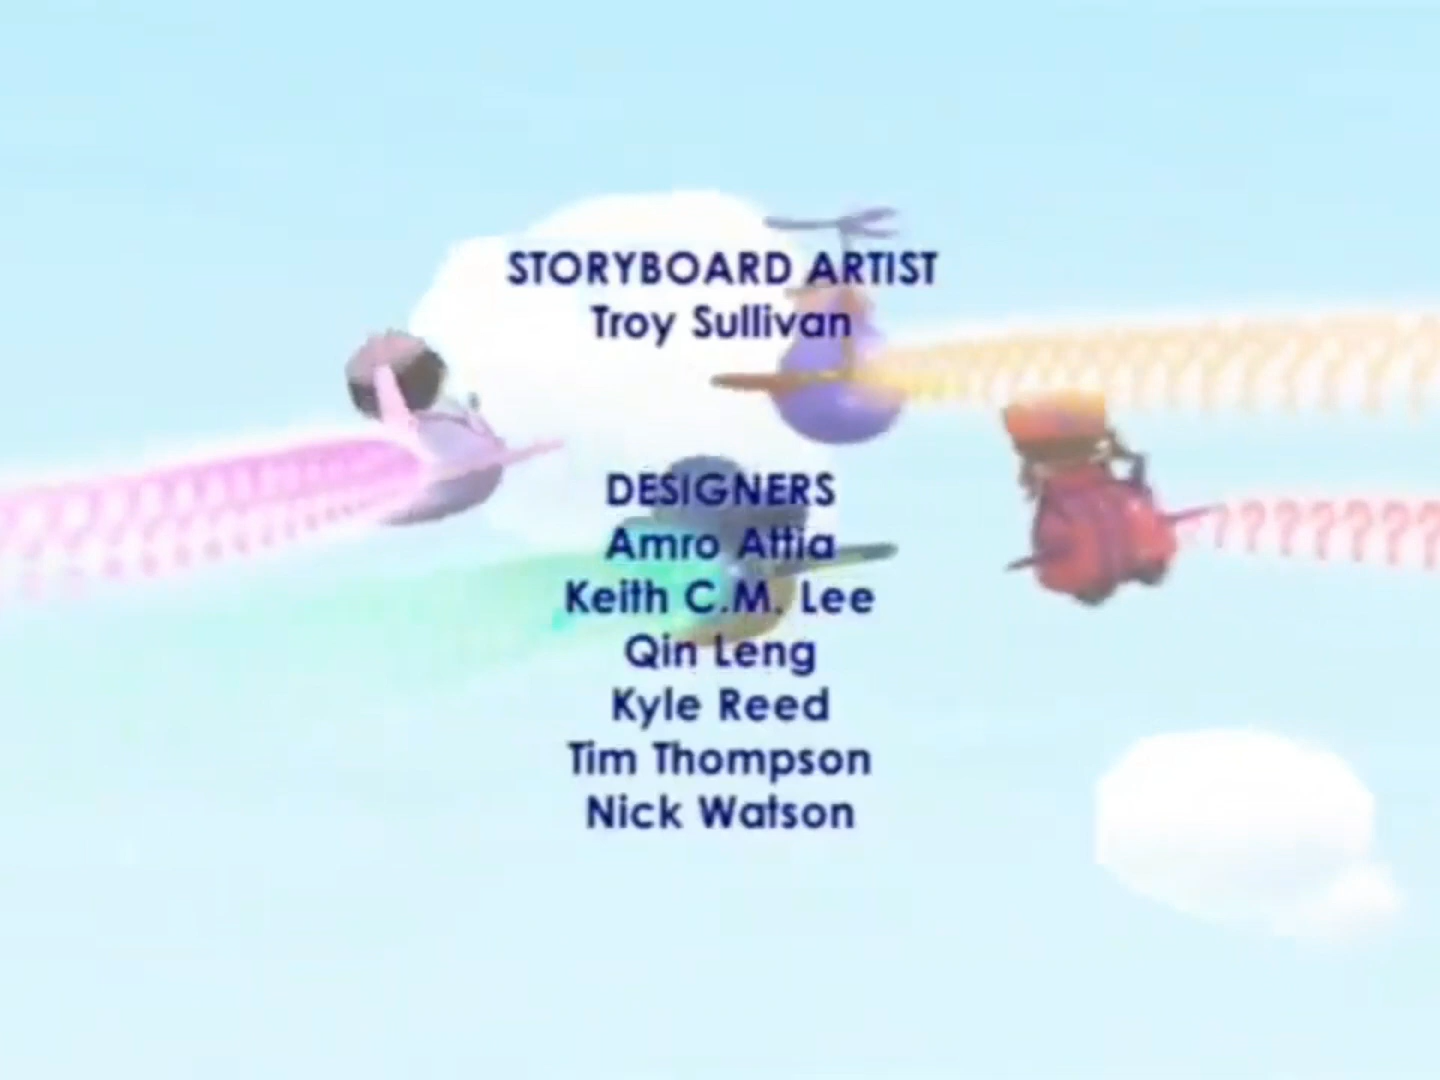 STORYBOARD ARTIST
Troy Sullivan
DESIGNERS
Amro Attia
Keith C.M. Lee
Qin Leng
Kyle Reed
Tim Thompson
Nick Watson